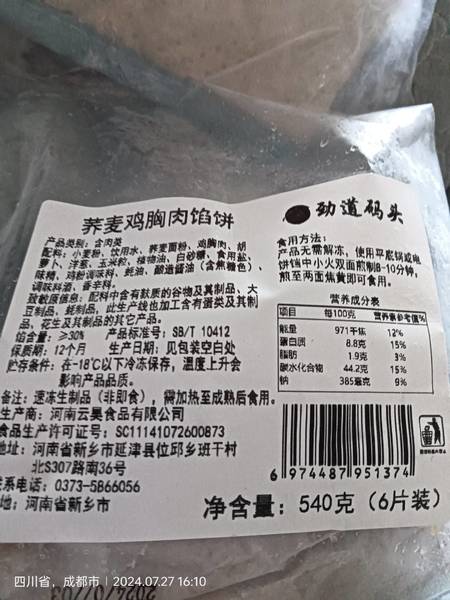 荞麦鸡胸肉馅饼
产品类别：含肉类
配料：小麦粉、饮用水、荞麦面粉、鸡胸肉、胡
萝卜、洋葱、玉米粒、植物油、白砂糖、食用盐、
味精、鸡粉调味料、蚝油、酿造酱油（含焦糖色）、
调味料酒、香辛料。
致敏原信息：配料中含有麸质的谷物及其制品、大
豆制品、蚝制品，此生产线也加工含有蛋类及其制
品、花生及其制品的其它产品。
馅含量：≥30% 产品标准号：SB/T 10412
保质期：12个月 生产日期：见包装空白处
贮存条件：在-18℃以下冷冻保存，温度上升会
影响产品品质。
备注：速冻生制品（非即食），需加热至成熟后食用。
生产商：河南云昊食品有限公司
食品生产许可证号：SC11141072600873
地址：河南省新乡市延津县位邱乡班干村
北S307路南36号
联系电话：0373-5866056
产地：河南省新乡市
劲道码头
食用方法：
产品无需解冻，使用平底锅或电
饼铛中小火双面煎制8-10分钟，
煎至两面焦黄即可食用。
营养成分表
项目 每100克 营养素参考值%
能量 971千焦 12%
蛋白质 8.8克 15%
脂肪 1.9克 3%
碳水化合物 44.2克 15%
钠 385毫克 9%
6974487951374
净含量：540克（6片装）
2024/07/03
四川省，成都市 | 2024.07.27 16:10